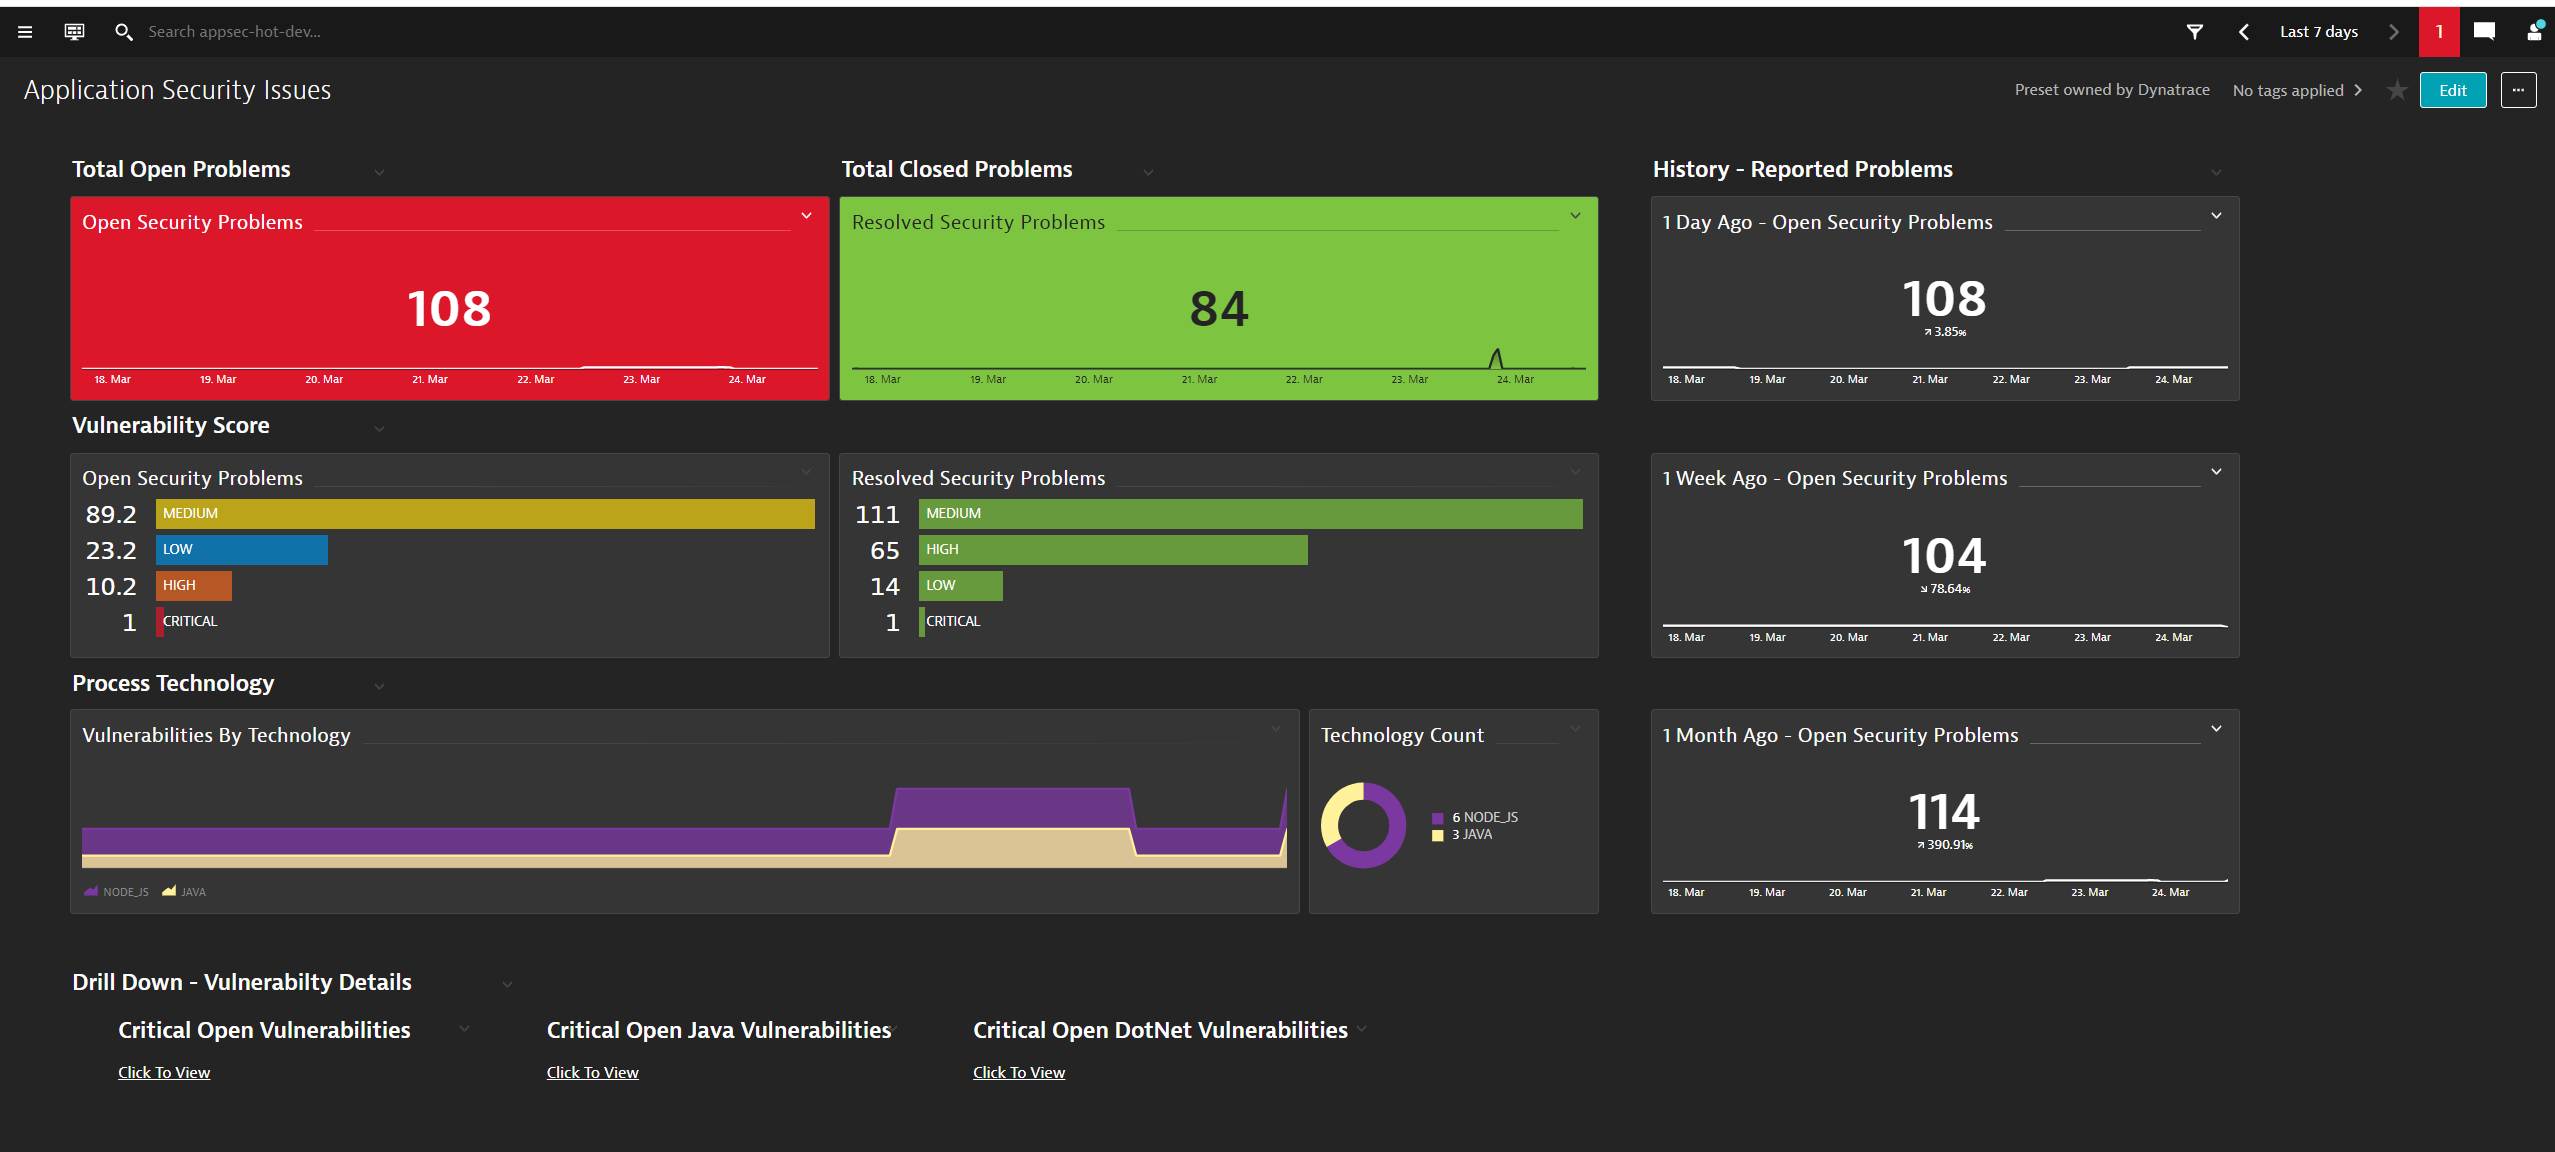 Search appsec-hot-dev...
Last 7 days
1
Application Security Issues
Preset owned by Dynatrace
No tags applied
Edit
Total Open Problems
Open Security Problems
108
18. Mar 19. Mar 20. Mar 21. Mar 22. Mar 23. Mar 24. Mar
Total Closed Problems
Resolved Security Problems
84
18. Mar 19. Mar 20. Mar 21. Mar 22. Mar 23. Mar 24. Mar
History - Reported Problems
1 Day Ago - Open Security Problems
108
3.85%
18. Mar 19. Mar 20. Mar 21. Mar 22. Mar 23. Mar 24. Mar
Vulnerability Score
Open Security Problems
89.2 MEDIUM
23.2 LOW
10.2 HIGH
1 CRITICAL
Resolved Security Problems
111 MEDIUM
65 HIGH
14 LOW
1 CRITICAL
1 Week Ago - Open Security Problems
104
78.64%
18. Mar 19. Mar 20. Mar 21. Mar 22. Mar 23. Mar 24. Mar
Process Technology
Vulnerabilities By Technology
NODE_JS JAVA
Technology Count
6 NODE_JS
3 JAVA
1 Month Ago - Open Security Problems
114
390.91%
18. Mar 19. Mar 20. Mar 21. Mar 22. Mar 23. Mar 24. Mar
Drill Down - Vulnerabilty Details
Critical Open Vulnerabilities
Click To View
Critical Open Java Vulnerabilities
Click To View
Critical Open DotNet Vulnerabilities
Click To View